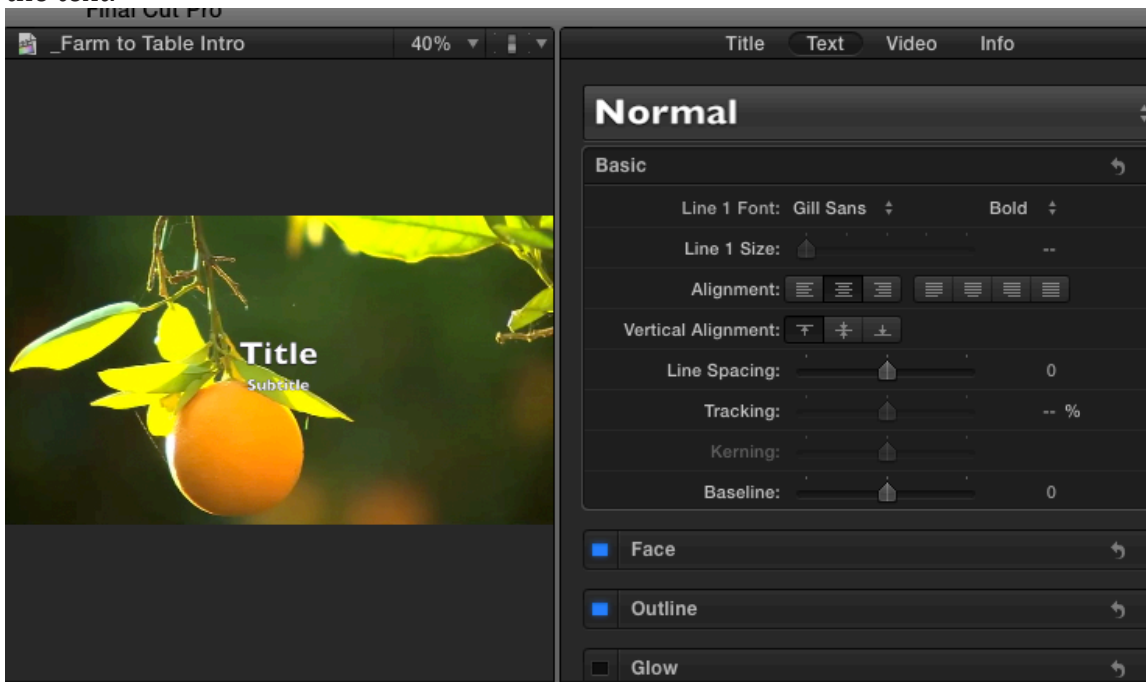 Final Cut Pro
_Farm to Table Intro 40%
Title Text Video Info
Normal
Basic
Line 1 Font: Gill Sans Bold
Line 1 Size: --
Alignment:
Vertical Alignment:
Line Spacing: 0
Tracking: -- %
Kerning:
Baseline: 0
Title
Subtitle
Face
Outline
Glow